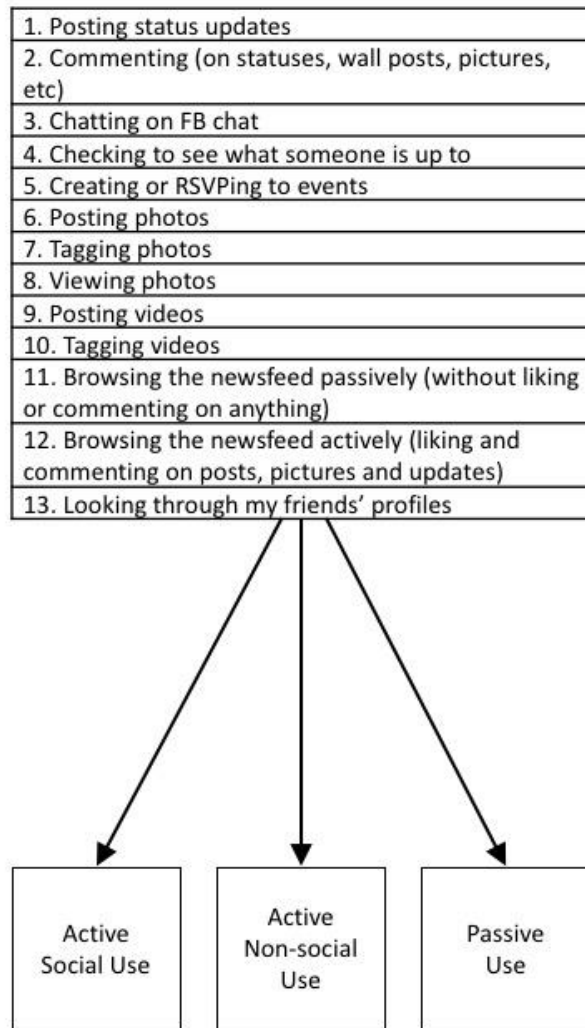 1. Posting status updates
2. Commenting (on statuses, wall posts, pictures,
etc)
3. Chatting on FB chat
4. Checking to see what someone is up to
5. Creating or RSVPing to events
6. Posting photos
7. Tagging photos
8. Viewing photos
9. Posting videos
10. Tagging videos
11. Browsing the newsfeed passively (without liking
or commenting on anything)
12. Browsing the newsfeed actively (liking and
commenting on posts, pictures and updates)
13. Looking through my friends’ profiles
Active
Social Use
Active
Non-social
Use
Passive
Use